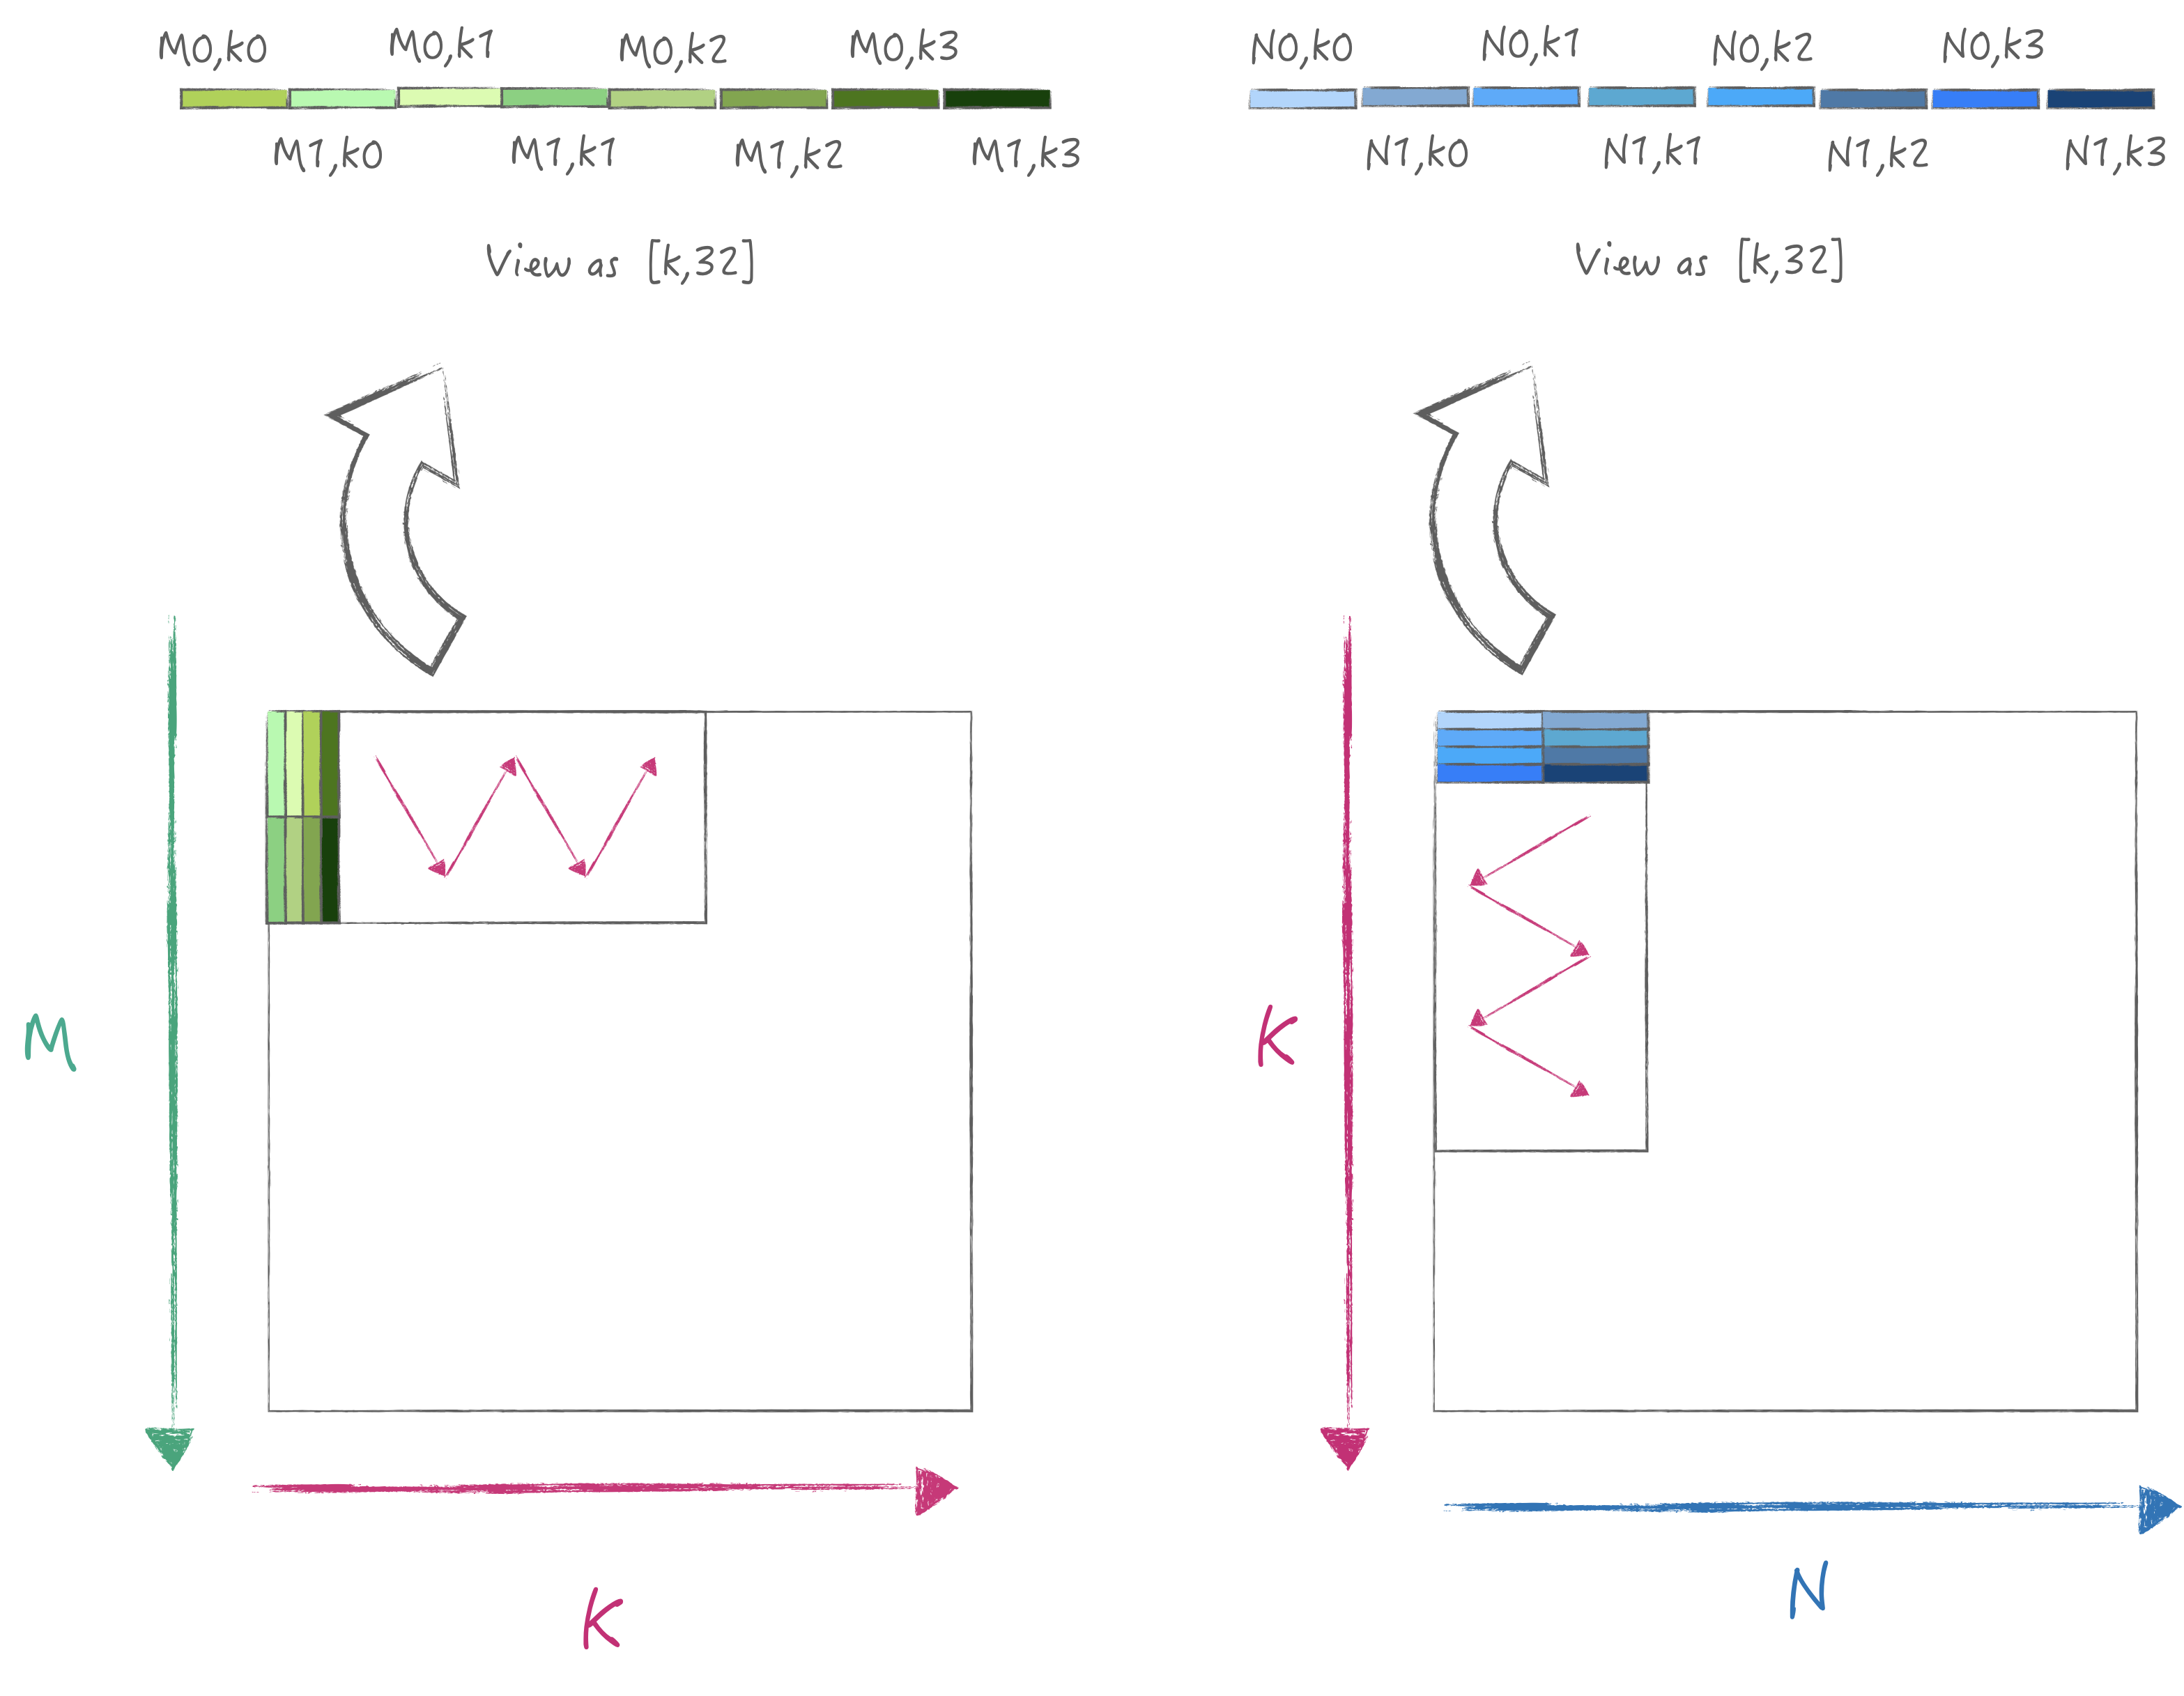 M0,k0 M0,k1 M0,k2 M0,k3
M1,k0 M1,k1 M1,k2 M1,k3
View as [k,32]
N0,k0 N0,k1 N0,k2 N0,k3
N1,k0 N1,k1 N1,k2 N1,k3
View as [k,32]
M
K
K
N